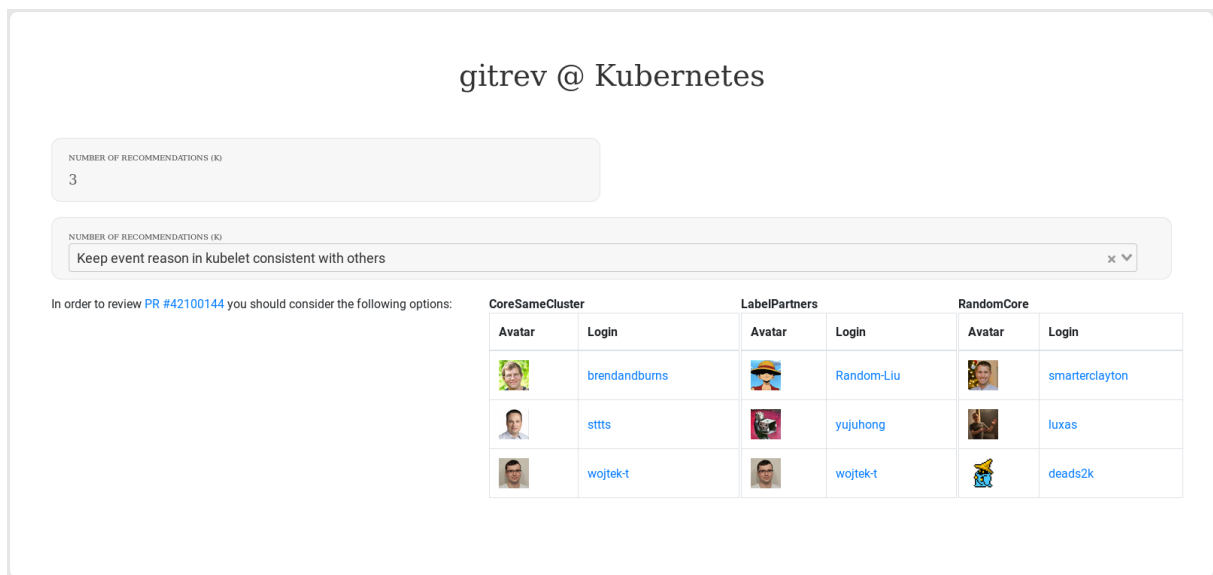 gitrev @ Kubernetes
NUMBER OF RECOMMENDATIONS (K)
3
NUMBER OF RECOMMENDATIONS (K)
Keep event reason in kubelet consistent with others
In order to review PR #42100144 you should consider the following options:
CoreSameCluster LabelPartners RandomCore
Avatar Login Avatar Login Avatar Login
brendandburns Random-Liu smarterclayton
sttts yujuhong luxas
wojtek-t wojtek-t deads2k